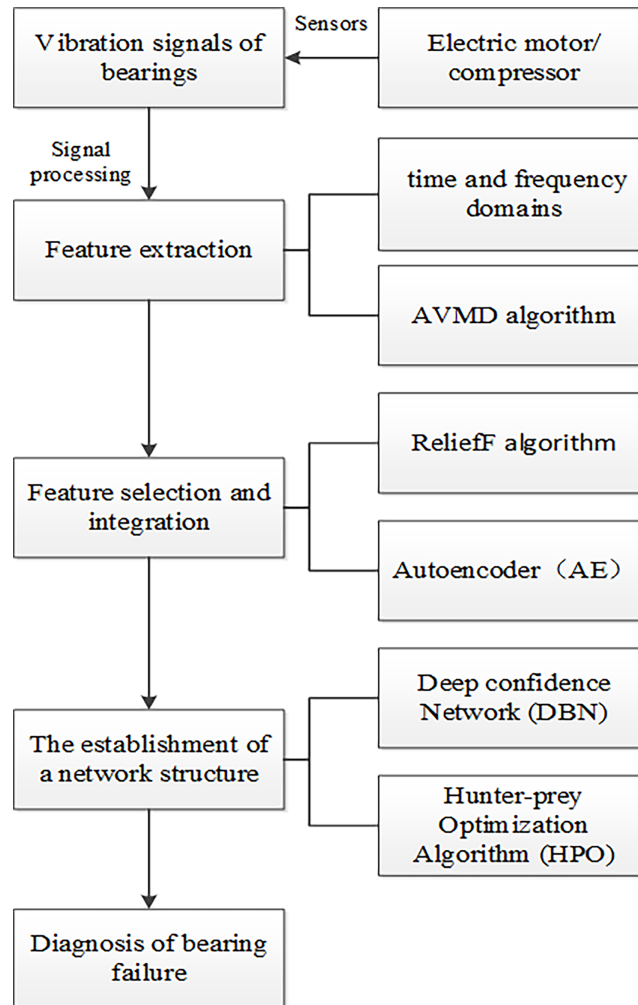 Vibration signals of
bearings
Sensors
Electric motor/
compressor
Signal
processing
Feature extraction
time and frequency
domains
AVMD algorithm
Feature selection and
integration
ReliefF algorithm
Autoencoder（AE）
The establishment of
a network structure
Deep confidence
Network (DBN)
Hunter-prey
Optimization
Algorithm (HPO)
Diagnosis of bearing
failure